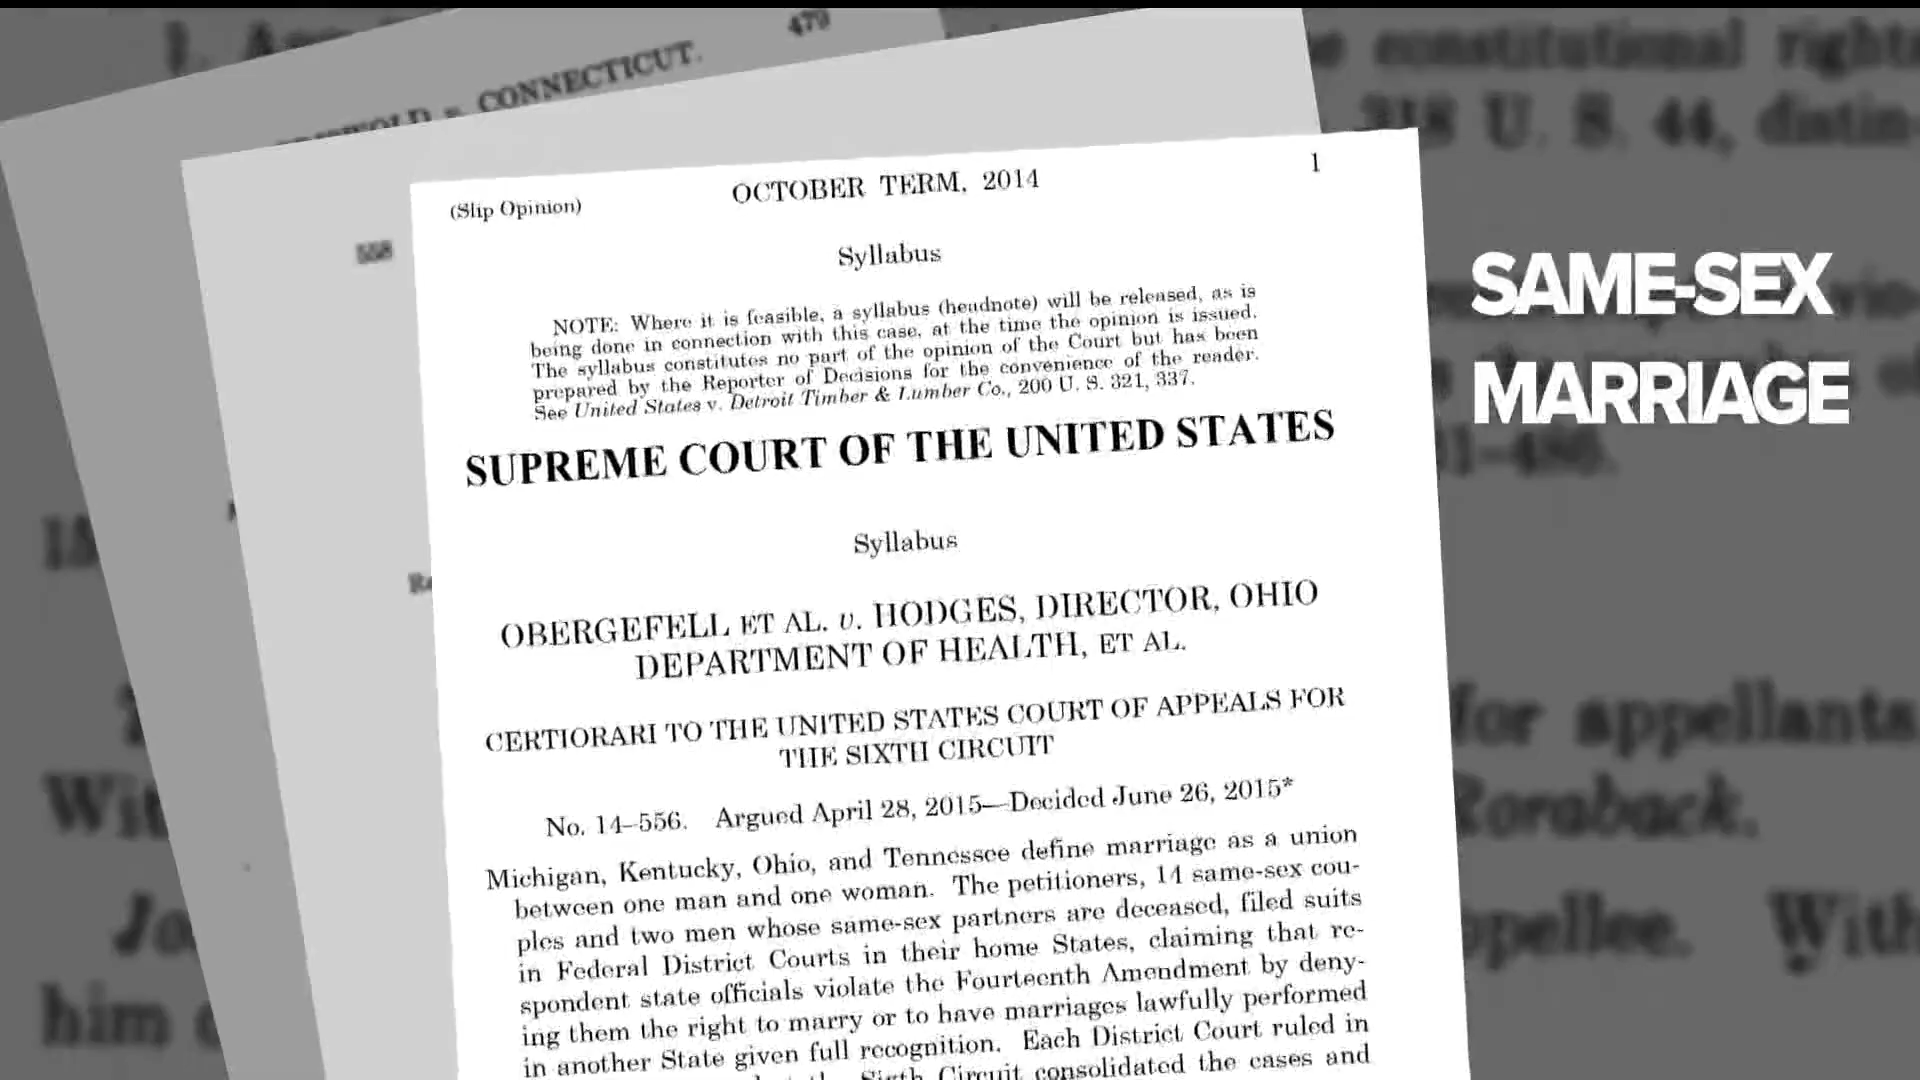 479
CONNECTICUT.
the constitutional rights
318 U. S. 44, distin-
558
(Slip Opinion)
OCTOBER TERM, 2014
1
Syllabus
NOTE: Where it is feasible, a syllabus (headnote) will be released, as is
being done in connection with this case, at the time the opinion is issued.
The syllabus constitutes no part of the opinion of the Court but has been
prepared by the Reporter of Decisions for the convenience of the reader.
See United States v. Detroit Timber & Lumber Co., 200 U. S. 321, 337.
SUPREME COURT OF THE UNITED STATES
Syllabus
OBERGEFELL ET AL. v. HODGES, DIRECTOR, OHIO
DEPARTMENT OF HEALTH, ET AL.
CERTIORARI TO THE UNITED STATES COURT OF APPEALS FOR
THE SIXTH CIRCUIT
No. 14–556. Argued April 28, 2015—Decided June 26, 2015*
Michigan, Kentucky, Ohio, and Tennessee define marriage as a union
between one man and one woman. The petitioners, 14 same-sex cou-
ples and two men whose same-sex partners are deceased, filed suits
in Federal District Courts in their home States, claiming that re-
spondent state officials violate the Fourteenth Amendment by deny-
ing them the right to marry or to have marriages lawfully performed
in another State given full recognition. Each District Court ruled in
Sixth Circuit consolidated the cases and
SAME-SEX
MARRIAGE
for appellants
Roraback.
With
him